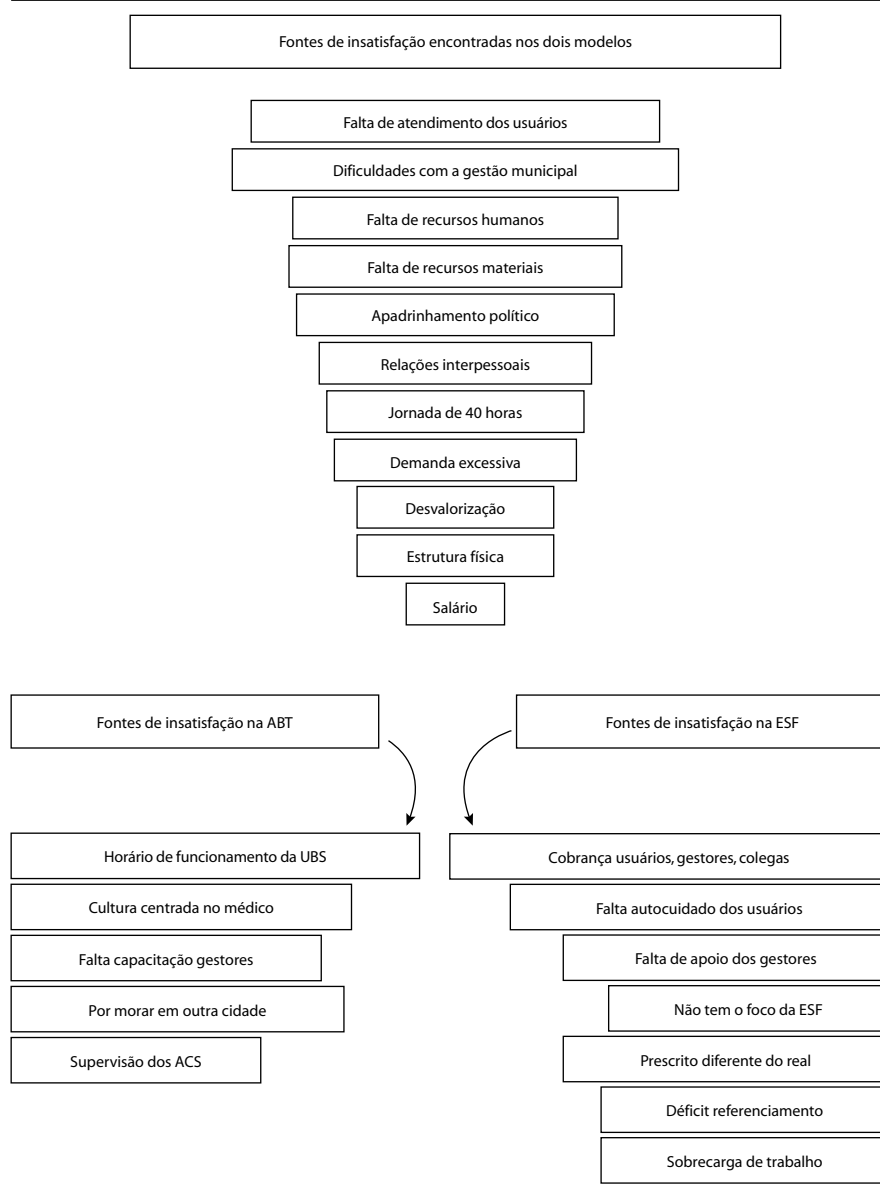 Fontes de insatisfação encontradas nos dois modelos
Falta de atendimento dos usuários
Dificuldades com a gestão municipal
Falta de recursos humanos
Falta de recursos materiais
Apadrinhamento político
Relações interpessoais
Jornada de 40 horas
Demanda excessiva
Desvalorização
Estrutura física
Salário
Fontes de insatisfação na ABT
Horário de funcionamento da UBS
Cultura centrada no médico
Falta capacitação gestores
Por morar em outra cidade
Supervisão dos ACS
Fontes de insatisfação na ESF
Cobrança usuários, gestores, colegas
Falta autocuidado dos usuários
Falta de apoio dos gestores
Não tem o foco da ESF
Prescrito diferente do real
Déficit referenciamento
Sobrecarga de trabalho